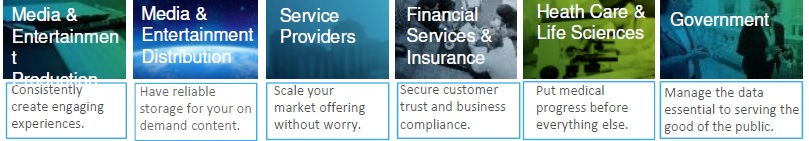 Media &
Entertainmen
t
Production
Consistently
create engaging
experiences.
Media &
Entertainment
Distribution
Have reliable
storage for your on
demand content.
Service
Providers
Scale your
market offering
without worry.
Financial
Services &
Insurance
Secure customer
trust and business
compliance.
Heath Care &
Life Sciences
Put medical
progress before
everything else.
Government
Manage the data
essential to serving the
good of the public.